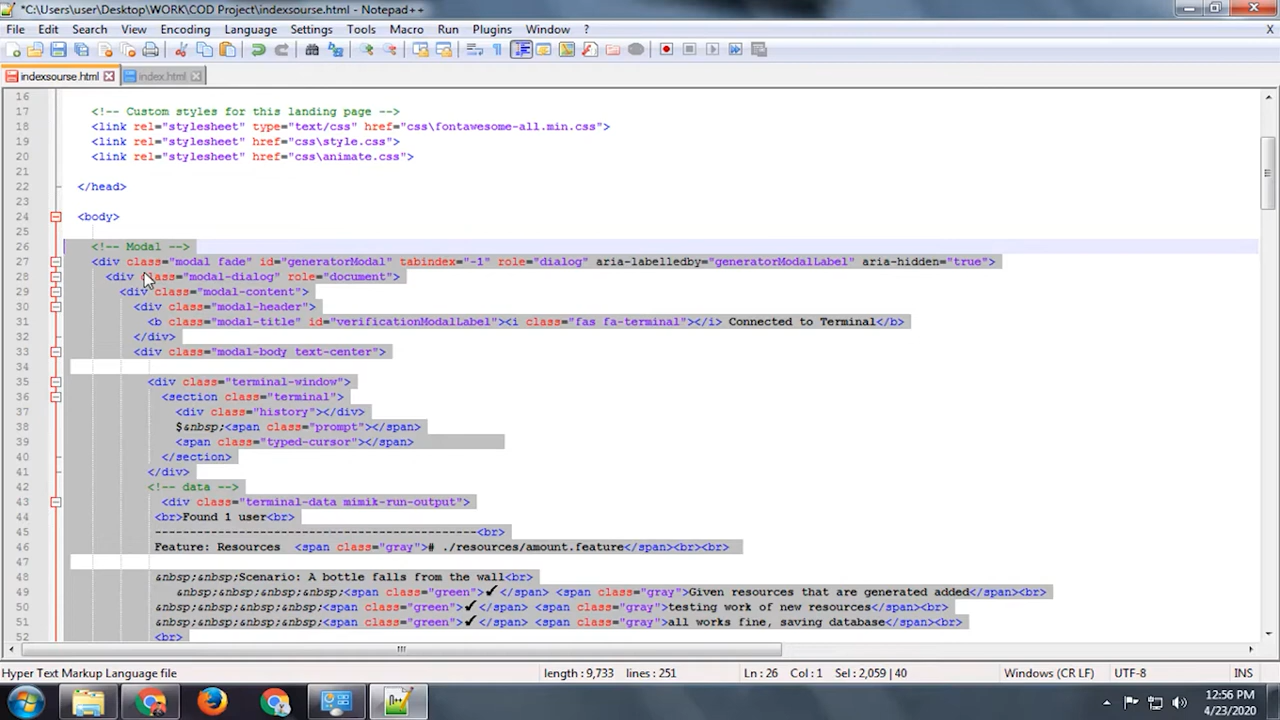 *C:\Users\user\Desktop\WORK\COD Project\indexsourse.html - Notepad++
File Edit Search View Encoding Language Settings Tools Macro Run Plugins Window ? X
indexsourse.html index.html
16
17 <!-- Custom styles for this landing page -->
18 <link rel="stylesheet" type="text/css" href="css\fontawesome-all.min.css">
19 <link rel="stylesheet" href="css\style.css">
20 <link rel="stylesheet" href="css\animate.css">
21
22 </head>
23
24 <body>
25
26 <!-- Modal -->
27 <div class="modal fade" id="generatorModal" tabindex="-1" role="dialog" aria-labelledby="generatorModalLabel" aria-hidden="true">
28 <div class="modal-dialog" role="document">
29 <div class="modal-content">
30 <div class="modal-header">
31 <b class="modal-title" id="verificationModalLabel"><i class="fas fa-terminal"></i> Connected to Terminal</b>
32 </div>
33 <div class="modal-body text-center">
34
35 <div class="terminal-window">
36 <section class="terminal">
37 <div class="history"></div>
38 $&nbsp;<span class="prompt"></span>
39 <span class="typed-cursor"></span>
40 </section>
41 </div>
42 <!-- data -->
43 <div class="terminal-data mimik-run-output">
44 <br>Found 1 user<br>
45 ----------------------------------------------<br>
46 Feature: Resources <span class="gray"># ./resources/amount.feature</span><br><br>
47
48 &nbsp;&nbsp;Scenario: A bottle falls from the wall<br>
49 &nbsp;&nbsp;&nbsp;&nbsp;<span class="green">✔</span> <span class="gray">Given resources that are generated added</span><br>
50 &nbsp;&nbsp;&nbsp;&nbsp;<span class="green">✔</span> <span class="gray">testing work of new resources</span><br>
51 &nbsp;&nbsp;&nbsp;&nbsp;<span class="green">✔</span> <span class="gray">all works fine, saving database</span><br>
52 <br>
Hyper Text Markup Language file length : 9,733 lines : 251 Ln : 26 Col : 1 Sel : 2,059 | 40 Windows (CR LF) UTF-8 INS
12:56 PM
4/23/2020